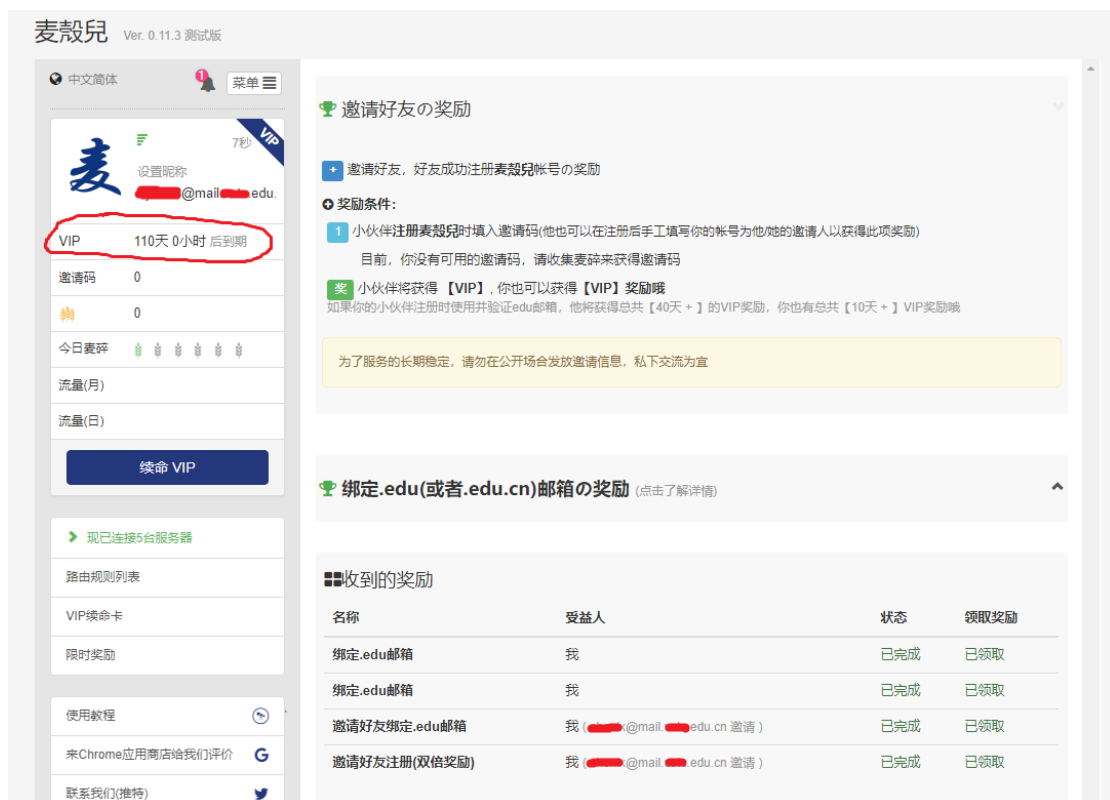 麦殼兒 Ver. 0.11.3 测试版
中文简体 1 菜单
VIP
7秒
麦
设置昵称
@mail .edu.
VIP 110天 0小时 后到期
邀请码 0
0
今日麦碎
流量(月)
流量(日)
续命 VIP
现已连接5台服务器
路由规则列表
VIP续命卡
限时奖励
使用教程
来Chrome应用商店给我们评价 G
联系我们(推特)
邀请好友の奖励
+ 邀请好友，好友成功注册麦殼兒帐号の奖励
奖励条件:
1 小伙伴注册麦殼兒时填入邀请码(他也可以在注册后手工填写你的帐号为他/她的邀请人以获得此项奖励)
目前，你没有可用的邀请码，请收集麦碎来获得邀请码
奖 小伙伴将获得 【VIP】, 你也可以获得【VIP】奖励哦
如果你的小伙伴注册时使用并验证edu邮箱，他将获得总共【40天 + 】的VIP奖励，你也有总共【10天 + 】VIP奖励哦
为了服务的长期稳定，请勿在公开场合发放邀请信息，私下交流为宜
绑定.edu(或者.edu.cn)邮箱の奖励 (点击了解详情)
收到的奖励
名称 受益人 状态 领取奖励
绑定.edu邮箱 我 已完成 已领取
绑定.edu邮箱 我 已完成 已领取
邀请好友绑定.edu邮箱 我 ( @mail. .edu.cn 邀请 ) 已完成 已领取
邀请好友注册(双倍奖励) 我 ( @mail. .edu.cn 邀请 ) 已完成 已领取